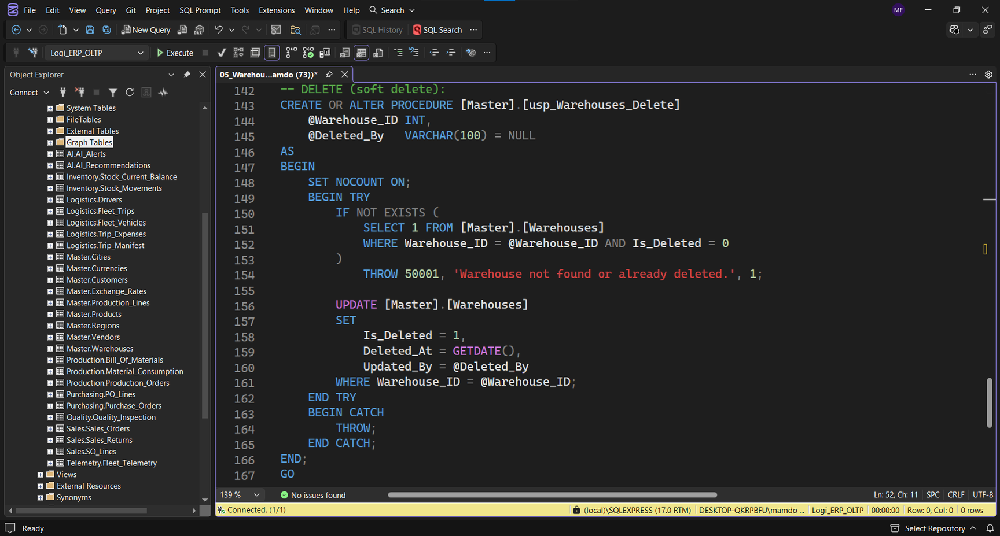 File Edit View Query Git Project SQL Prompt Tools Extensions Window Help Search MF
New Query DAX SQL History SQL Search
Logi_ERP_OLTP Execute
Object Explorer
Connect
System Tables
FileTables
External Tables
Graph Tables
AI.AI_Alerts
AI.AI_Recommendations
Inventory.Stock_Current_Balance
Inventory.Stock_Movements
Logistics.Drivers
Logistics.Fleet_Trips
Logistics.Fleet_Vehicles
Logistics.Trip_Expenses
Logistics.Trip_Manifest
Master.Cities
Master.Currencies
Master.Customers
Master.Exchange_Rates
Master.Production_Lines
Master.Products
Master.Regions
Master.Vendors
Master.Warehouses
Production.Bill_Of_Materials
Production.Material_Consumption
Production.Production_Orders
Purchasing.PO_Lines
Purchasing.Purchase_Orders
Quality.Quality_Inspection
Sales.Sales_Orders
Sales.Sales_Returns
Sales.SO_Lines
Telemetry.Fleet_Telemetry
Views
External Resources
Synonyms
05_Warehou...amdo (73))*
142 -- DELETE (soft delete):
143 CREATE OR ALTER PROCEDURE [Master].[usp_Warehouses_Delete]
144 @Warehouse_ID INT,
145 @Deleted_By VARCHAR(100) = NULL
146 AS
147 BEGIN
148 SET NOCOUNT ON;
149 BEGIN TRY
150 IF NOT EXISTS (
151 SELECT 1 FROM [Master].[Warehouses]
152 WHERE Warehouse_ID = @Warehouse_ID AND Is_Deleted = 0
153 )
154 THROW 50001, 'Warehouse not found or already deleted.', 1;
155
156 UPDATE [Master].[Warehouses]
157 SET
158 Is_Deleted = 1,
159 Deleted_At = GETDATE(),
160 Updated_By = @Deleted_By
161 WHERE Warehouse_ID = @Warehouse_ID;
162 END TRY
163 BEGIN CATCH
164 THROW;
165 END CATCH;
166 END;
167 GO
139 % No issues found Ln: 52, Ch: 11 SPC CRLF UTF-8
Connected. (1/1) (local)\SQLEXPRESS (17.0 RTM) DESKTOP-QKRPBFU\mamdo ... Logi_ERP_OLTP 00:00:00 Row: 0, Col: 0 0 rows
Ready Select Repository